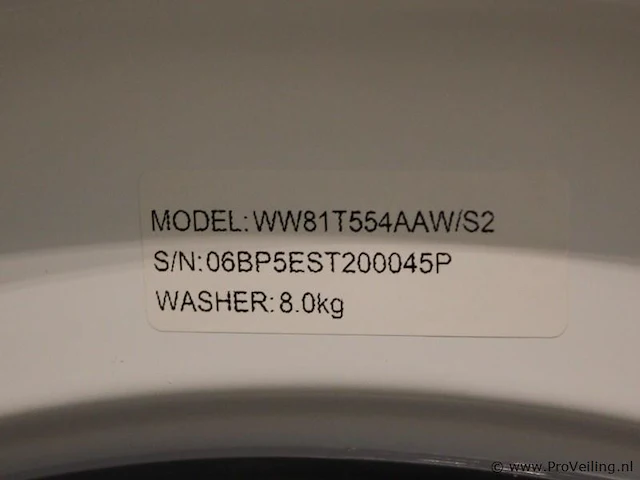 MODEL: WW81T554AAW/S2
S/N: 06BP5EST200045P
WASHER: 8.0kg
© www.ProVeiling.nl